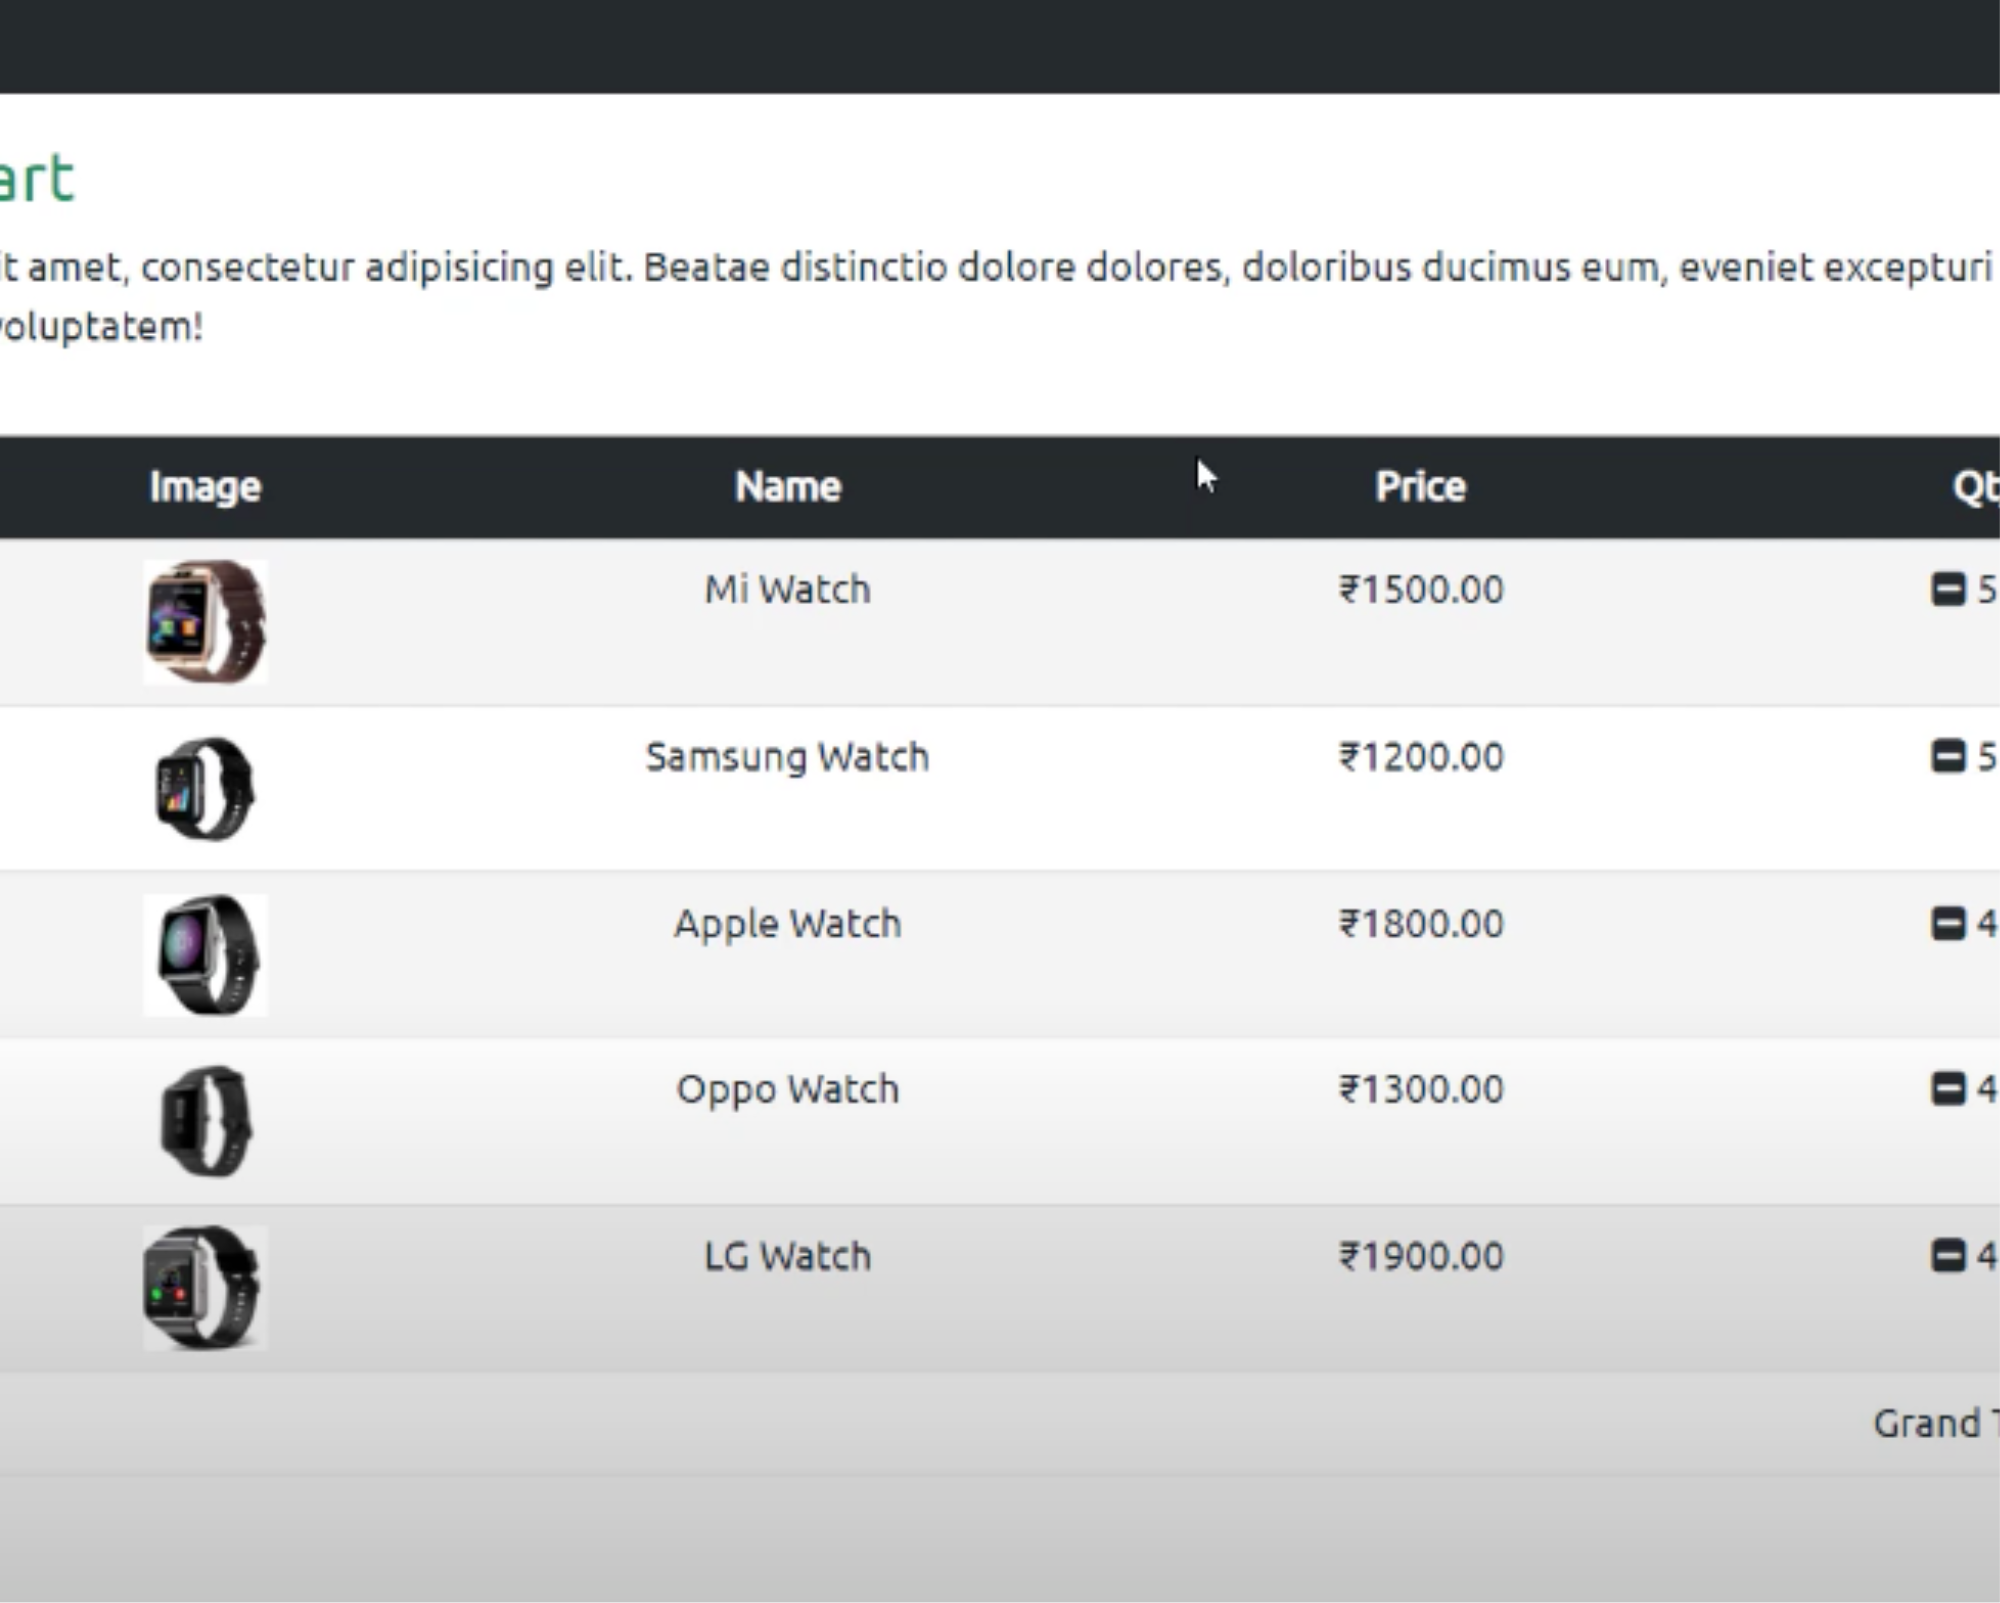 art
it amet, consectetur adipisicing elit. Beatae distinctio dolore dolores, doloribus ducimus eum, eveniet excepturi
voluptatem!
Image Name Price Qt
Mi Watch ₹1500.00 5
Samsung Watch ₹1200.00 5
Apple Watch ₹1800.00 4
Oppo Watch ₹1300.00 4
LG Watch ₹1900.00 4
Grand